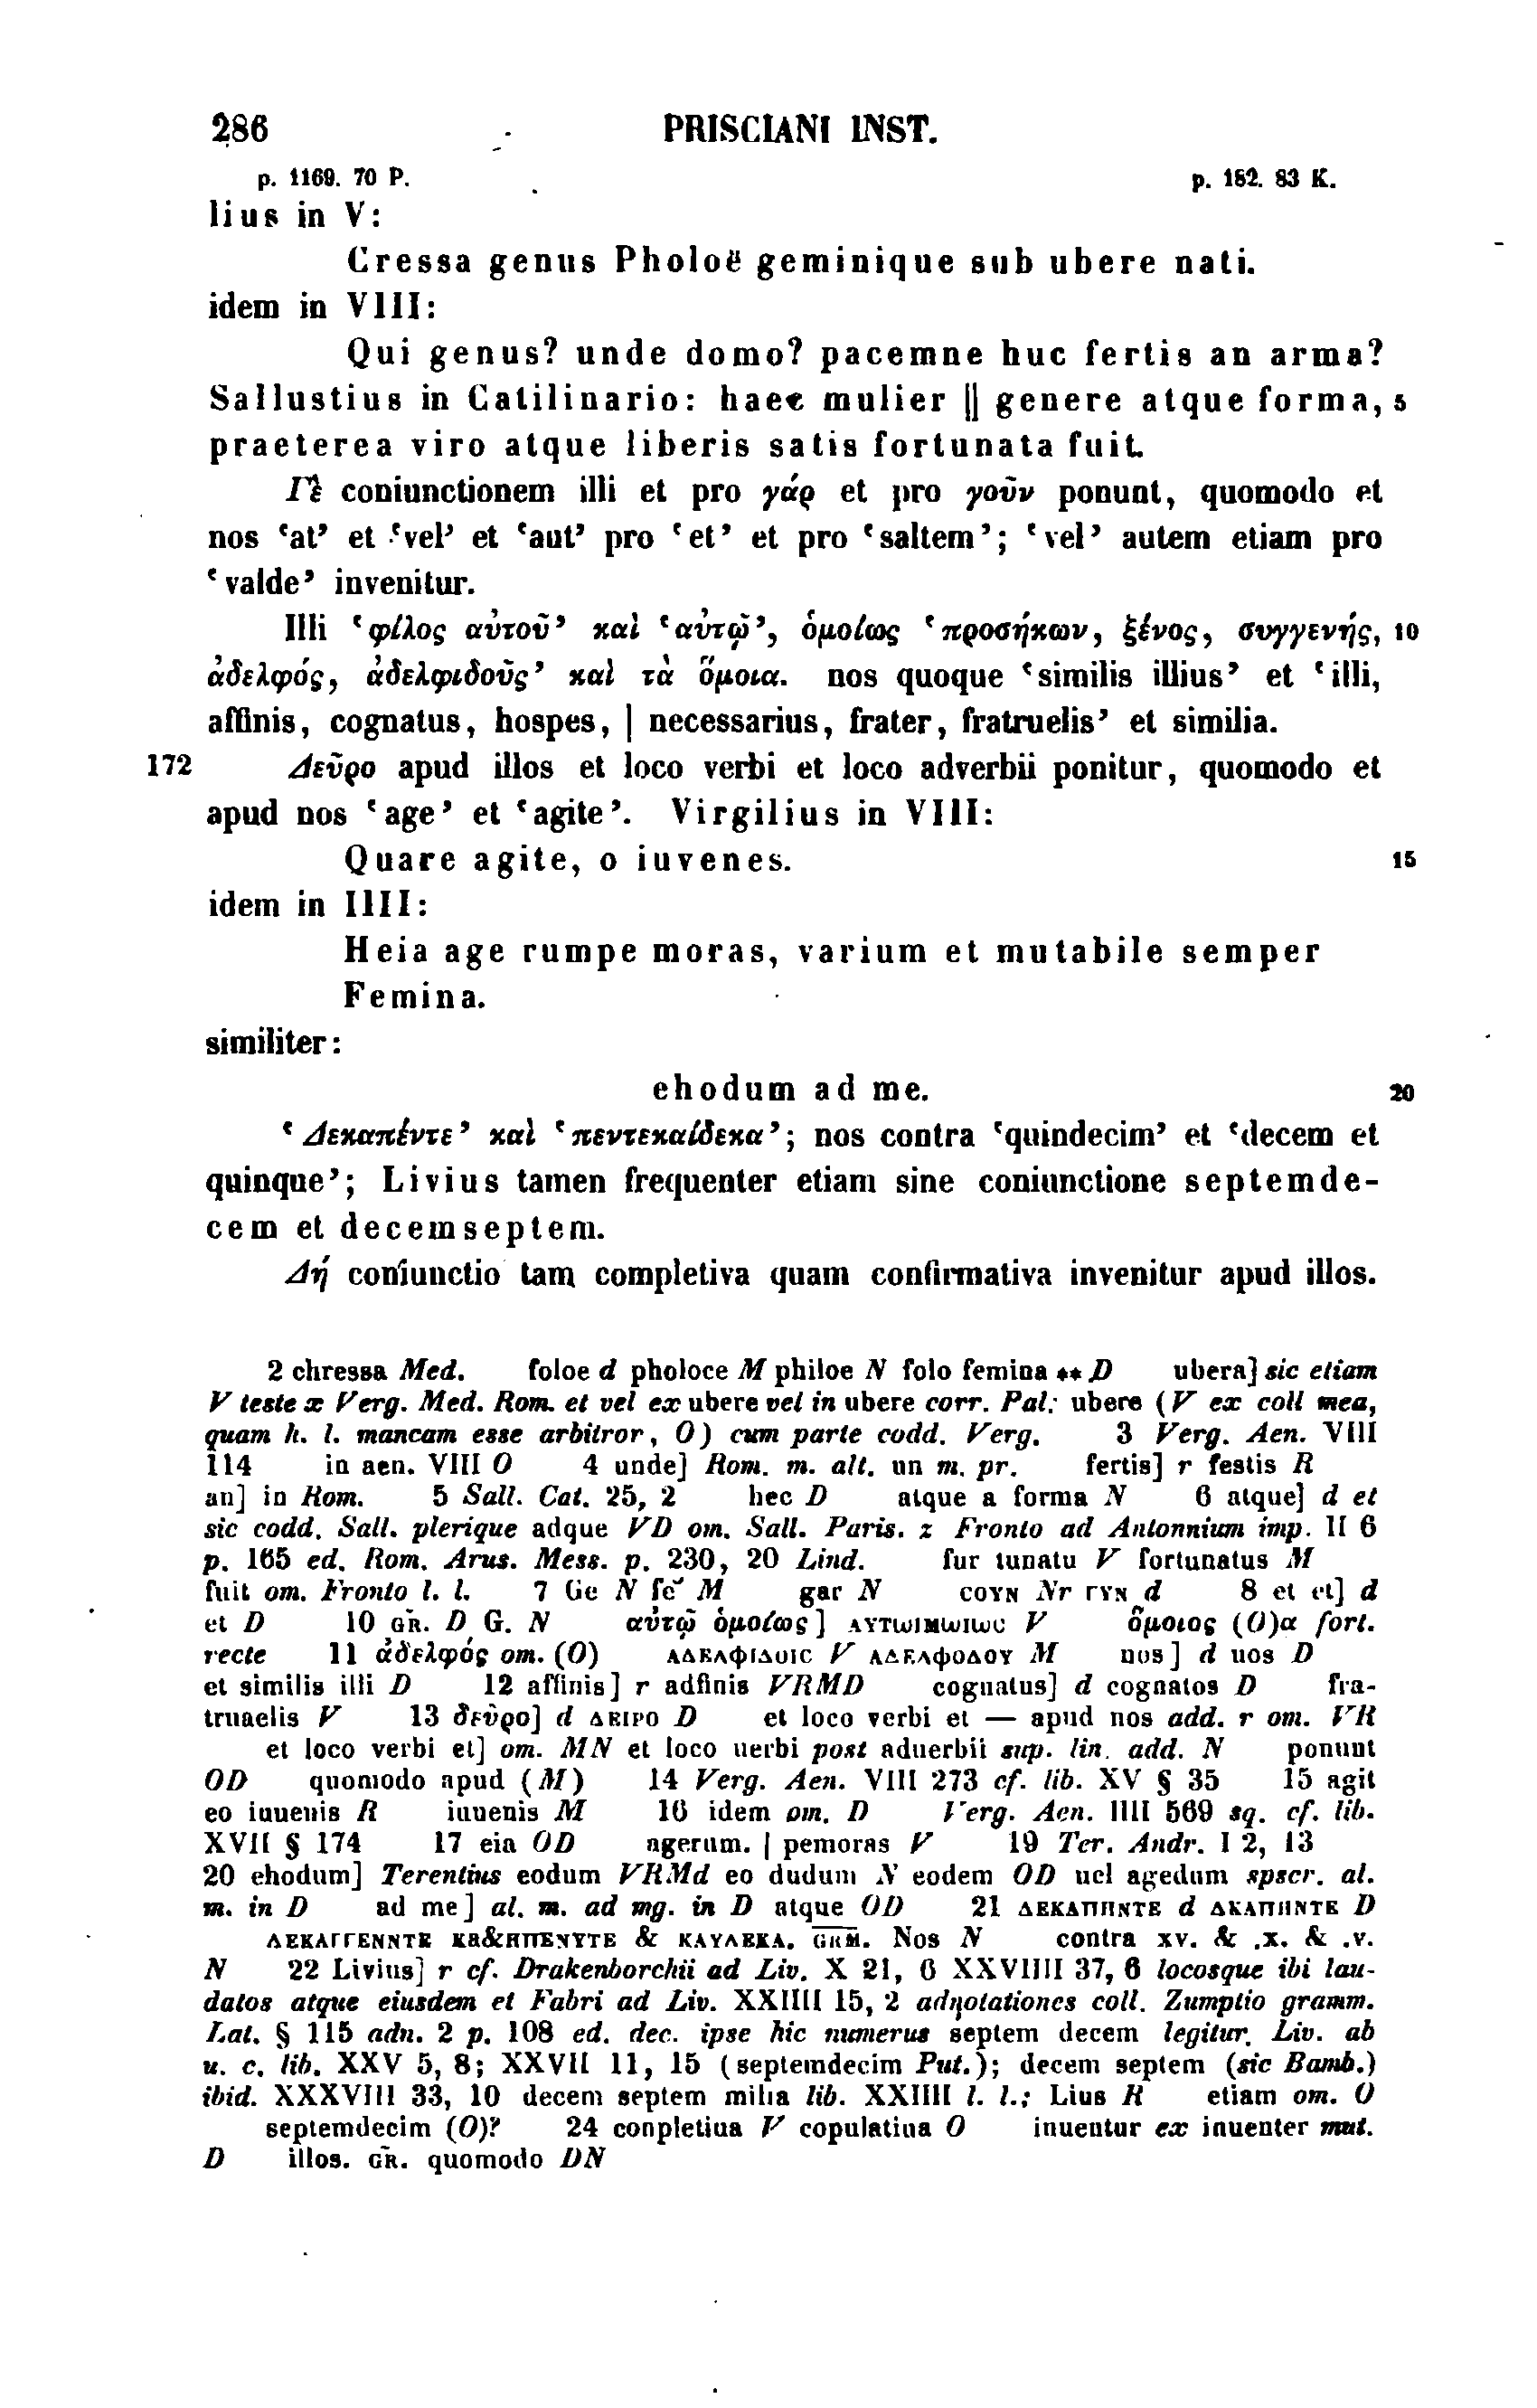 286 PRISCIANI INST.
p. 1169. 70 P. p. 182. 83 K.
lius in V:
Cressa genus Pholoë geminique sub ubere nati.
idem in VIII:
Qui genus? unde domo? pacemne huc fertis an arma?
Sallustius in Catilinario: haec mulier || genere atque forma, 5
praeterea viro atque liberis satis fortunata fuit.
Γὲ coniunctionem illi et pro γάρ et pro γοῦν ponunt, quomodo et
nos ‘at’ et ‘vel’ et ‘aut’ pro ‘et’ et pro ‘saltem’; ‘vel’ autem etiam pro
‘valde’ invenitur.
Illi ‘φίλος αὐτοῦ’ καὶ ‘αὐτῷ’, ὁμοίως ‘προσήκων, ξένος, συγγενής, 10
ἀδελφός, ἀδελφιδοῦς’ καὶ τὰ ὅμοια. nos quoque ‘similis illius’ et ‘illi,
affinis, cognatus, hospes, | necessarius, frater, fratruelis’ et similia.
172 Δεῦρο apud illos et loco verbi et loco adverbii ponitur, quomodo et
apud nos ‘age’ et ‘agite’. Virgilius in VIII:
Quare agite, o iuvenes. 15
idem in IIII:
Heia age rumpe moras, varium et mutabile semper
Femina.
similiter:
ehodum ad me. 20
‘Δεκαπέντε’ καὶ ‘πεντεκαίδεκα’; nos contra ‘quindecim’ et ‘decem et
quinque’; Livius tamen frequenter etiam sine coniunctione septemde-
cem et decemseptem.
Δή coniunctio tam completiva quam confirmativa invenitur apud illos.
2 chressa Med. foloe d pholoce M philoe N folo femina ** D ubera] sic etiam
V teste x Verg. Med. Rom. et vel ex ubere vel in ubere corr. Pal: ubere (V ex coll mea,
quam h. l. mancam esse arbitror, O) cum parte codd. Verg. 3 Verg. Aen. VIII
114 in aen. VIII O 4 unde] Rom. m. alt. un m. pr. fertis] r festis R
an] in Rom. 5 Sall. Cat. 25, 2 hec D atque a forma N 6 atque] d et
sic codd. Sall. plerique adque VD om. Sall. Paris. z Fronto ad Antonnium imp. II 6
p. 165 ed. Rom. Arus. Mess. p. 230, 20 Lind. fur tunatu V fortunatus M
fuit om. Fronto l. l. 7 Ge N fe M gar N COYN Nr ΓΥN d 8 et et] d
et D 10 GR. D G. N αὐτῷ ὁμοίως] ΑΥΤωΙΜωΙωC V ὅμοιος (O)α fort.
recte 11 ἀδελφός om. (O) ΑΔΕΛΦΙΔΟΙC V ΑΔΕΛΦΟΔΟΥ M nos] d uos D
et similis illi D 12 affinis] r adfinis VRMD cognatus] d cognatos D fra-
truaelis V 13 δεῦρο] d ΔΕΙΡΟ D et loco verbi et — apud nos add. r om. VR
et loco verbi et] om. MN et loco uerbi post aduerbii sup. lin. add. N ponunt
OD quomodo apud (M) 14 Verg. Aen. VIII 273 cf. lib. XV § 35 15 agit
eo iuuenis R iuuenis M 16 idem om. D Verg. Aen. IIII 569 sq. cf. lib.
XVII § 174 17 eia OD agerum. | pemoras V 19 Ter. Andr. I 2, 13
20 ehodum] Terentius eodum VRMd eo dudum N eodem OD uel agedum spscr. al.
m. in D ad me] al. m. ad mg. in D atque OD 21 ΔΕΚΑΠΗΝΤΕ d ΔΚΑΠΗΝΤΕ D
Nos N contra xv. & .x. & .v.
N 22 Livius] r cf. Drakenborchii ad Liv. X 21, 6 XXVIIII 37, 6 locosque ibi lau-
datos atque eiusdem et Fabri ad Liv. XXIIII 15, 2 adnotationes coll. Zumptio gramm.
Lat. § 115 adn. 2 p. 108 ed. dec. ipse hic numerus septem decem legitur. Liv. ab
u. c. lib. XXV 5, 8; XXVII 11, 15 (septemdecim Put.); decem septem (sic Bamb.)
ibid. XXXVIII 33, 10 decem septem milia lib. XXIIII l. l.; Lius R etiam om. O
septemdecim (O)? 24 conpletiua V copulatiua O inuentur ex inuenter mut.
D illos. GR. quomodo DN